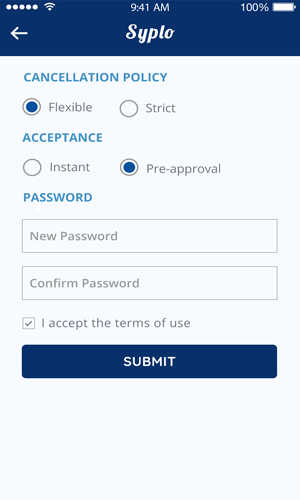 9:41 AM 100%
Syplo
CANCELLATION POLICY
Flexible Strict
ACCEPTANCE
Instant Pre-approval
PASSWORD
New Password
Confirm Password
I accept the terms of use
SUBMIT